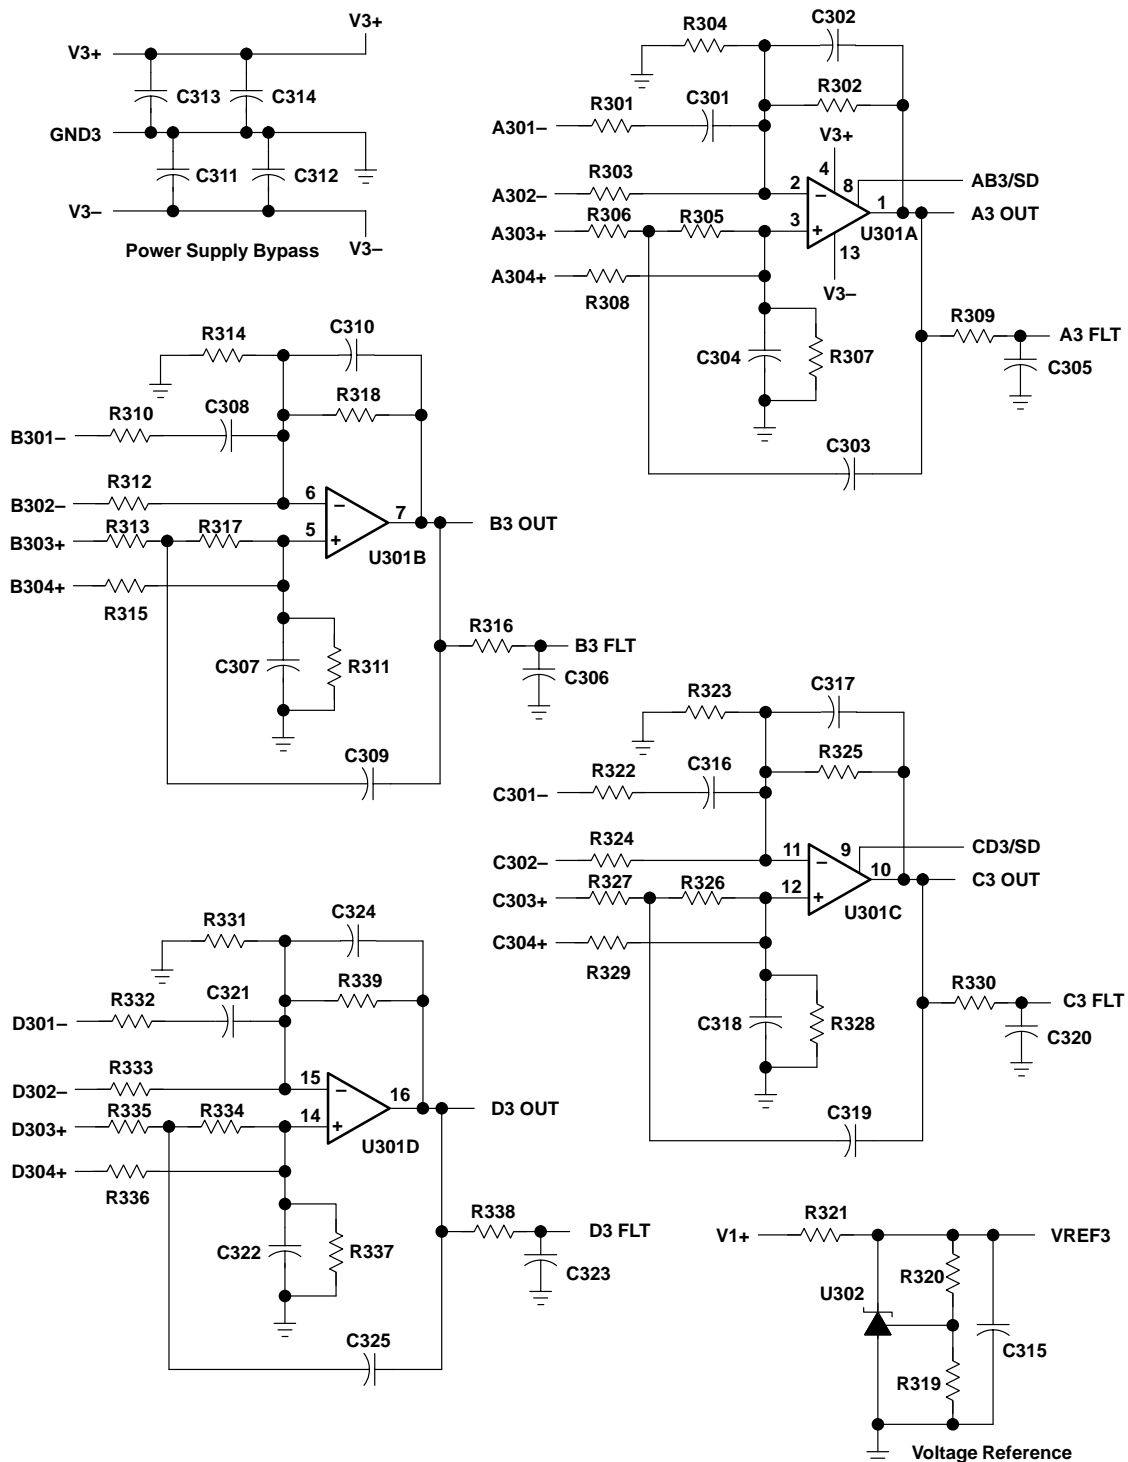 V3+
V3+
C313
C314
GND3
C311
C312
V3–
V3–
Power Supply Bypass
R304
C302
R301
C301
R302
A301–
V3+
R303
4
8
AB3/SD
A302–
2
–
R306
R305
1
A3 OUT
A303+
3
+
U301A
A304+
13
R308
V3–
R309
A3 FLT
C304
R307
C305
C303
R314
C310
R310
C308
R318
B301–
R312
B302–
6
–
R313
R317
7
B3 OUT
B303+
5
+
U301B
B304+
R315
R316
B3 FLT
C307
R311
C306
C309
R323
C317
R322
C316
R325
C301–
R324
11
–
9
CD3/SD
C302–
10
R327
R326
C3 OUT
C303+
12
+
U301C
C304+
R329
R330
C3 FLT
C318
R328
C320
C319
R331
C324
R332
C321
R339
D301–
R333
15
–
D302–
16
R335
R334
D3 OUT
D303+
14
+
U301D
D304+
R336
R338
D3 FLT
C322
R337
C323
C325
R321
V1+
VREF3
R320
U302
C315
R319
Voltage Reference